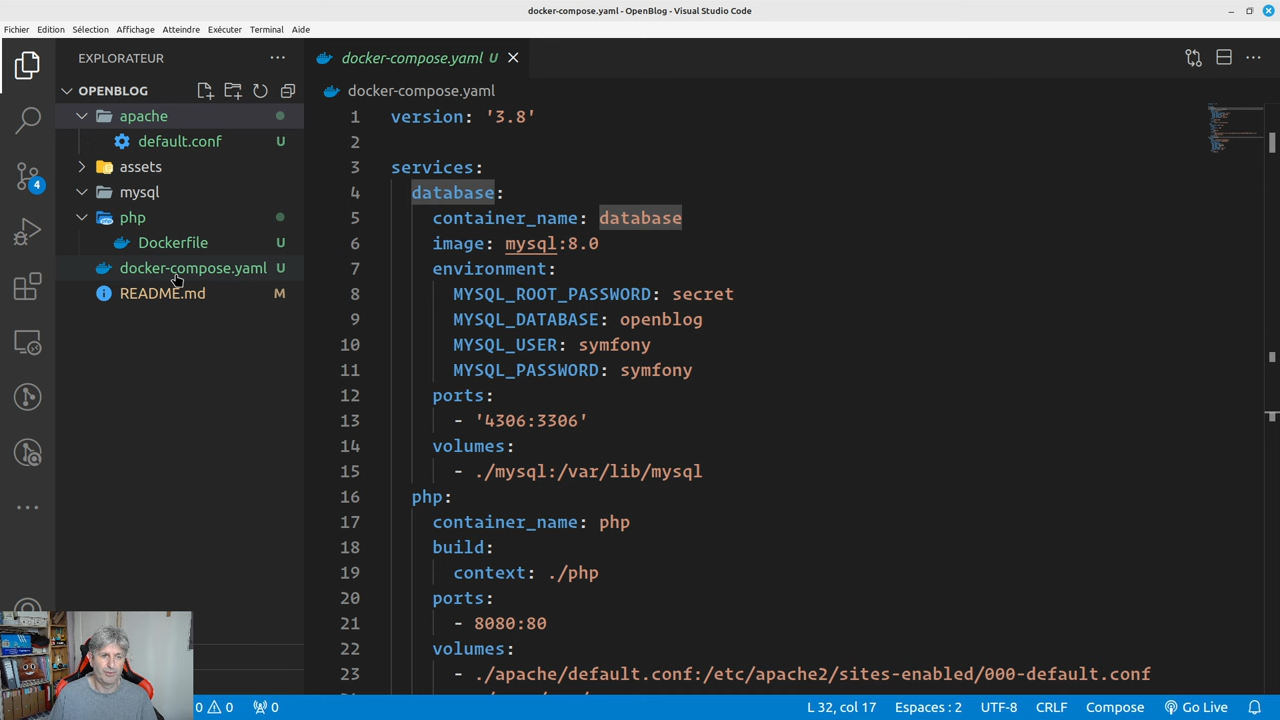 docker-compose.yaml - OpenBlog - Visual Studio Code
Fichier Edition Sélection Affichage Atteindre Exécuter Terminal Aide
EXPLORATEUR
docker-compose.yaml U
OPENBLOG
docker-compose.yaml
apache
default.conf U
assets
mysql
php
Dockerfile U
docker-compose.yaml U
README.md M
4
1 version: '3.8'
2
3 services:
4 database:
5 container_name: database
6 image: mysql:8.0
7 environment:
8 MYSQL_ROOT_PASSWORD: secret
9 MYSQL_DATABASE: openblog
10 MYSQL_USER: symfony
11 MYSQL_PASSWORD: symfony
12 ports:
13 - '4306:3306'
14 volumes:
15 - ./mysql:/var/lib/mysql
16 php:
17 container_name: php
18 build:
19 context: ./php
20 ports:
21 - 8080:80
22 volumes:
23 - ./apache/default.conf:/etc/apache2/sites-enabled/000-default.conf
0 0 0 L 32, col 17 Espaces : 2 UTF-8 CRLF Compose Go Live